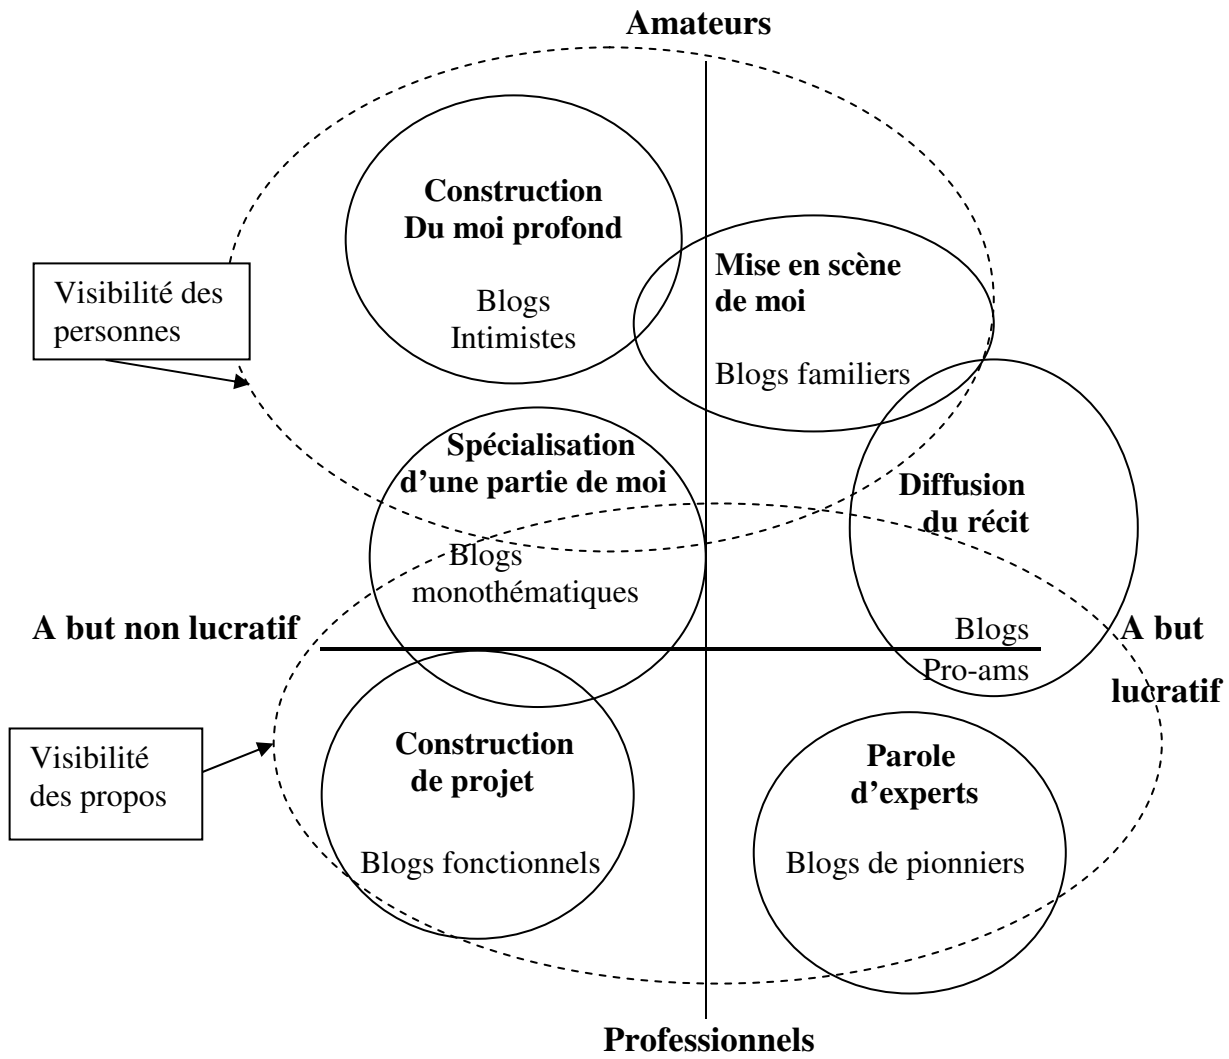 Amateurs
Construction
Du moi profond
Blogs
Intimistes
Mise en scène
de moi
Blogs familiers
Visibilité des
personnes
Spécialisation
d’une partie de moi
Blogs
monothématiques
Diffusion
du récit
Blogs
Pro-ams
A but non lucratif
A but
lucratif
Visibilité
des propos
Construction
de projet
Blogs fonctionnels
Parole
d’experts
Blogs de pionniers
Professionnels